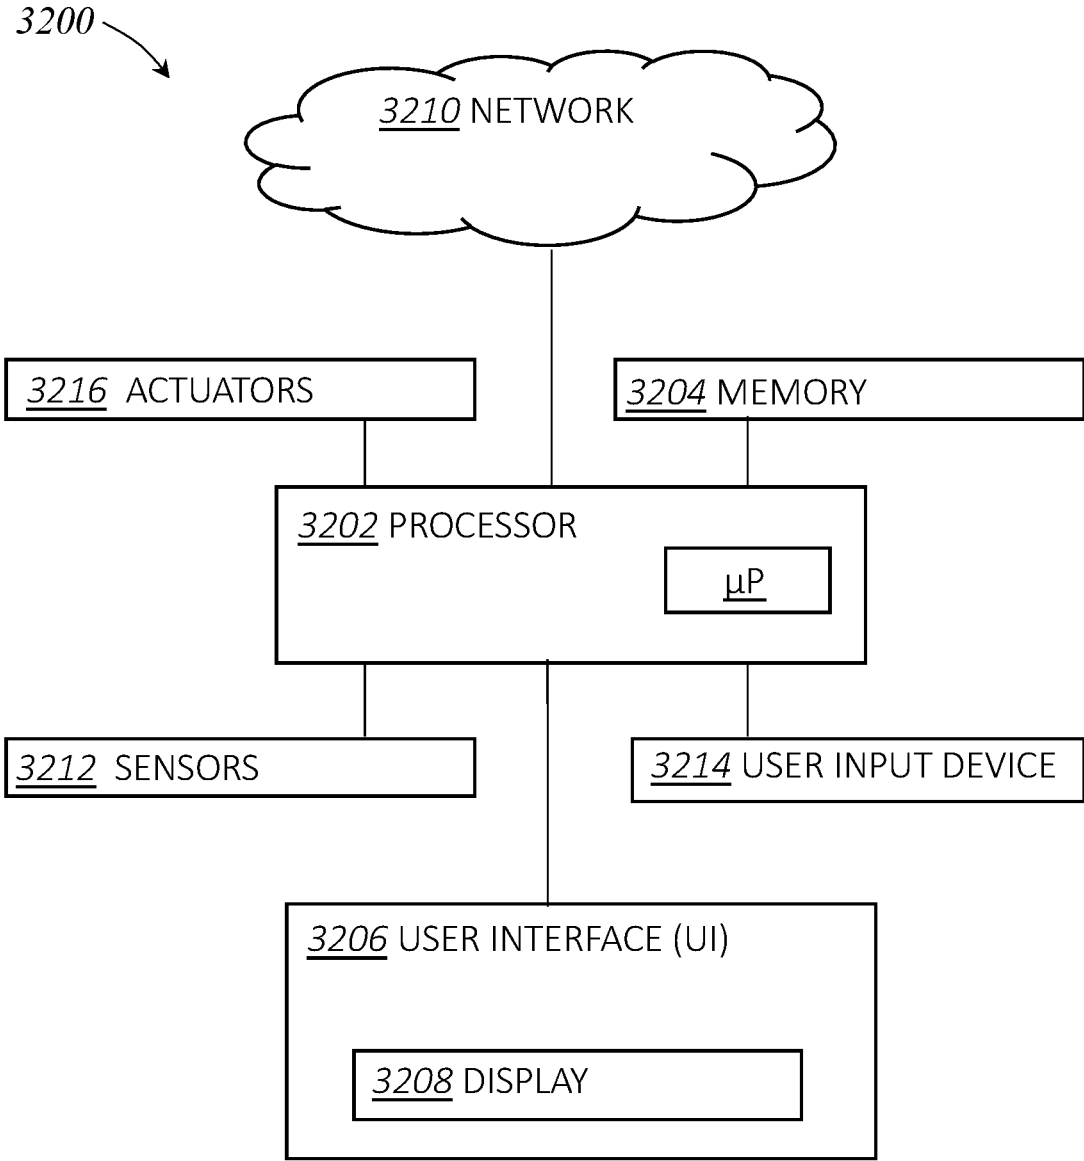 3200
3210 NETWORK
3216 ACTUATORS
3204 MEMORY
3202 PROCESSOR
µP
3212 SENSORS
3214 USER INPUT DEVICE
3206 USER INTERFACE (UI)
3208 DISPLAY